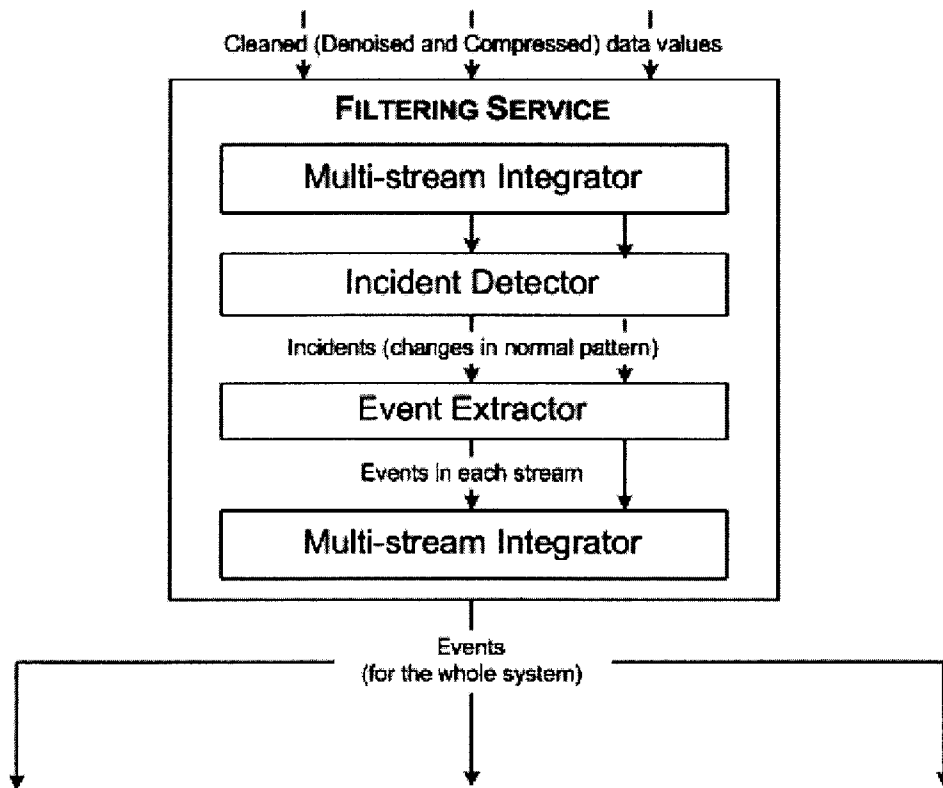 Cleaned (Denoised and Compressed) data values
FILTERING SERVICE
Multi-stream Integrator
Incident Detector
Incidents (changes in normal pattern)
Event Extractor
Events in each stream
Multi-stream Integrator
Events
(for the whole system)